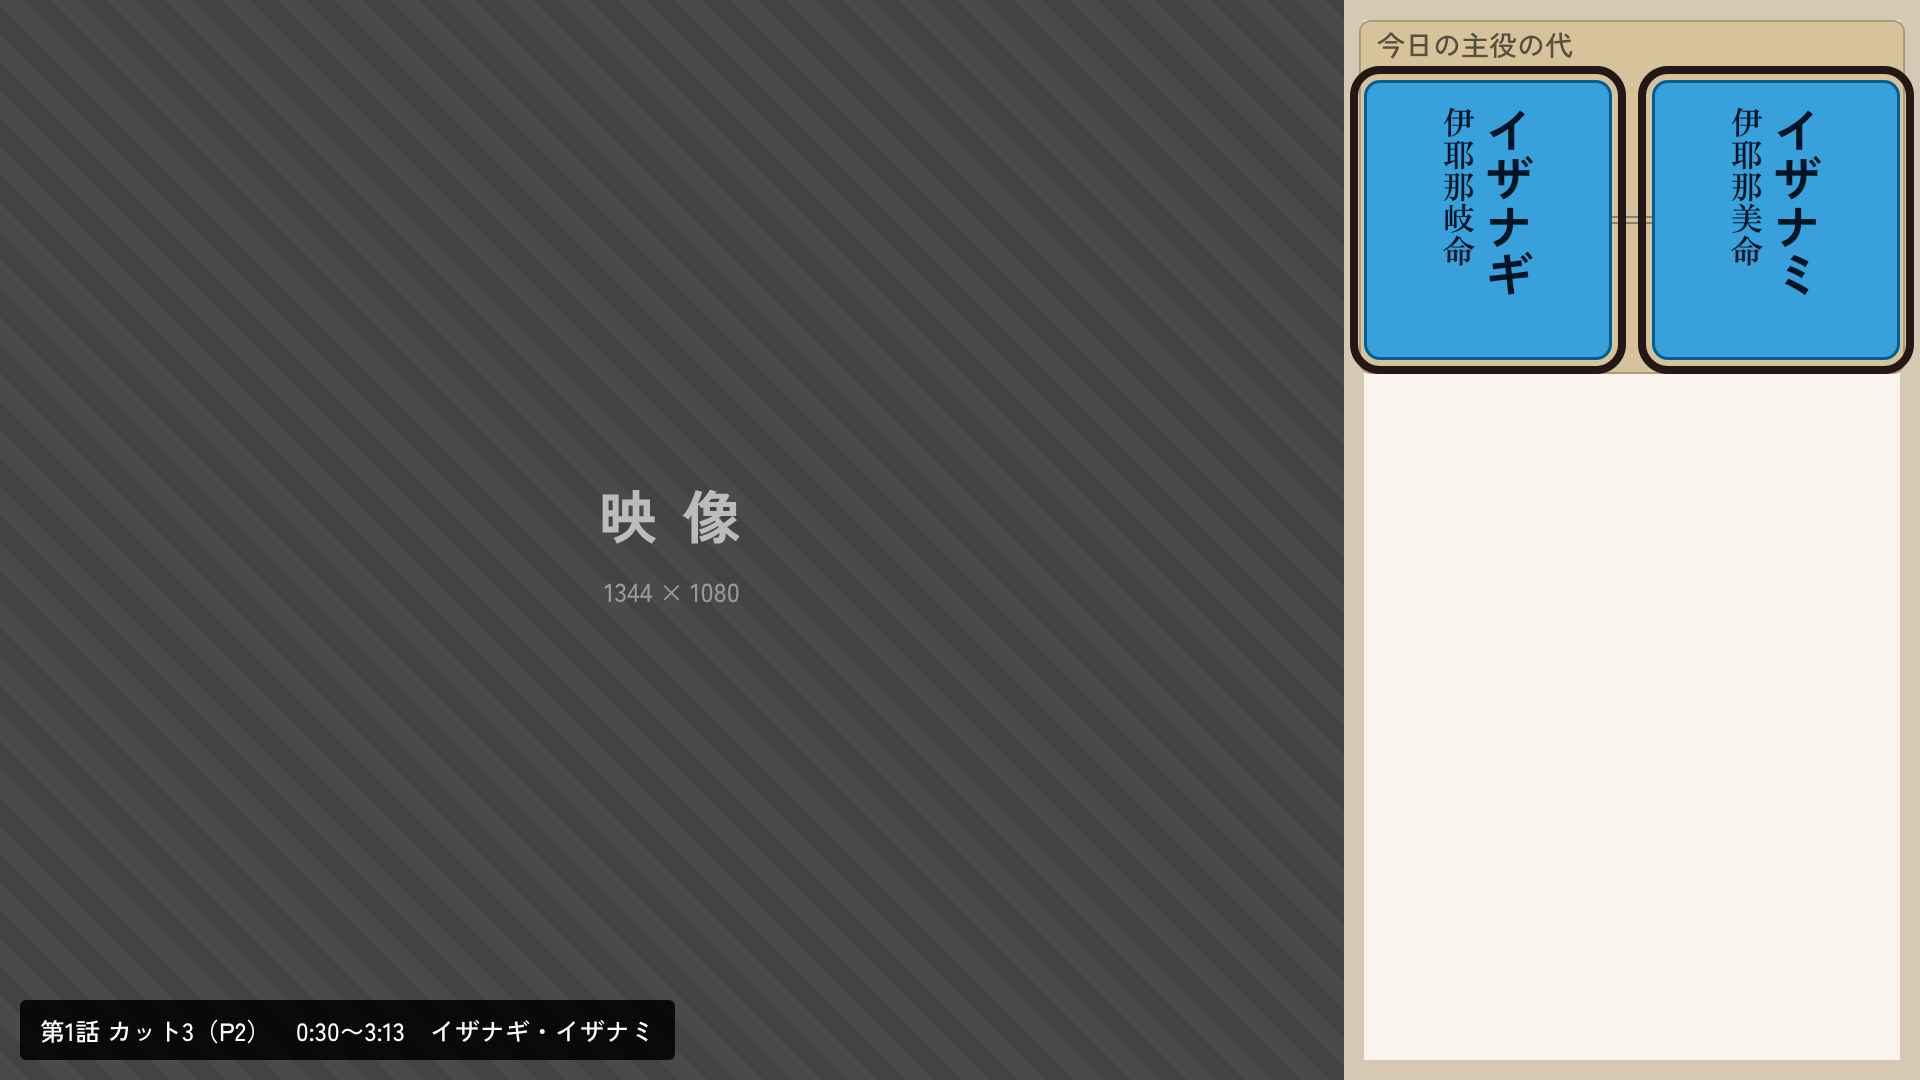 今日の主役の代
イザナギ
伊耶那岐命
イザナミ
伊耶那美命
映像
1344 × 1080
第1話 カット3（P2） 0:30〜3:13 イザナギ・イザナミ